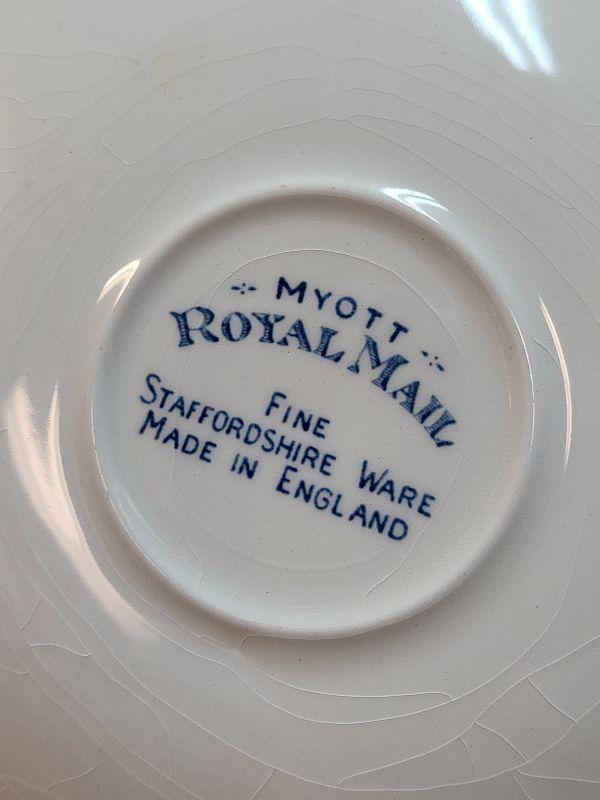 MYOTT
ROYAL MAIL
FINE
STAFFORDSHIRE WARE
MADE IN ENGLAND